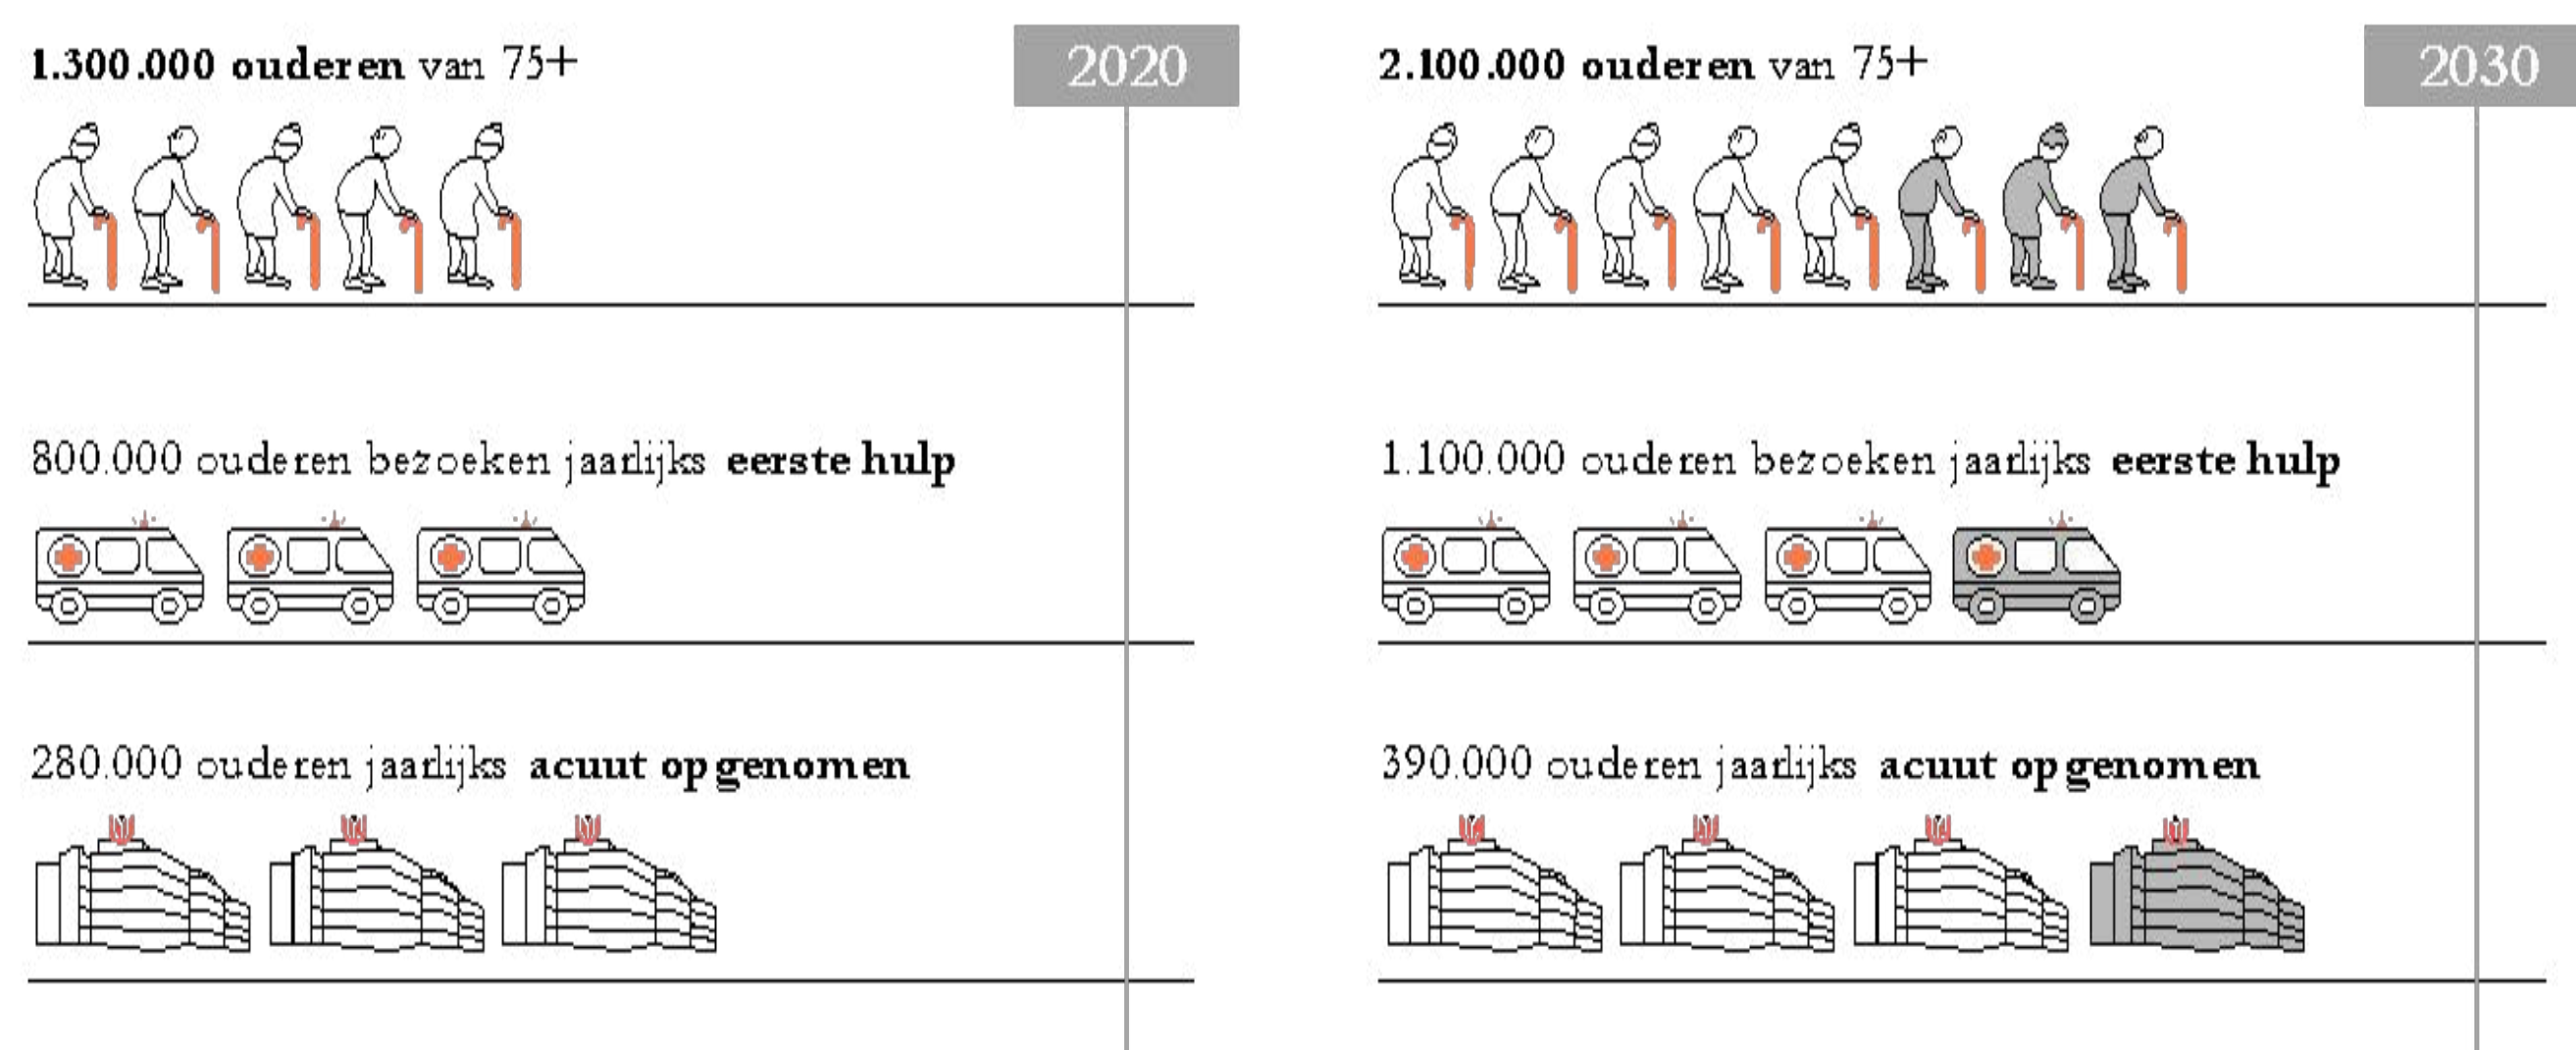 1.300.000 ouderen van 75+
2020
800.000 ouderen bezoeken jaarlijks eerste hulp
280.000 ouderen jaarlijks acuut opgenomen
2.100.000 ouderen van 75+
2030
1.100.000 ouderen bezoeken jaarlijks eerste hulp
390.000 ouderen jaarlijks acuut opgenomen